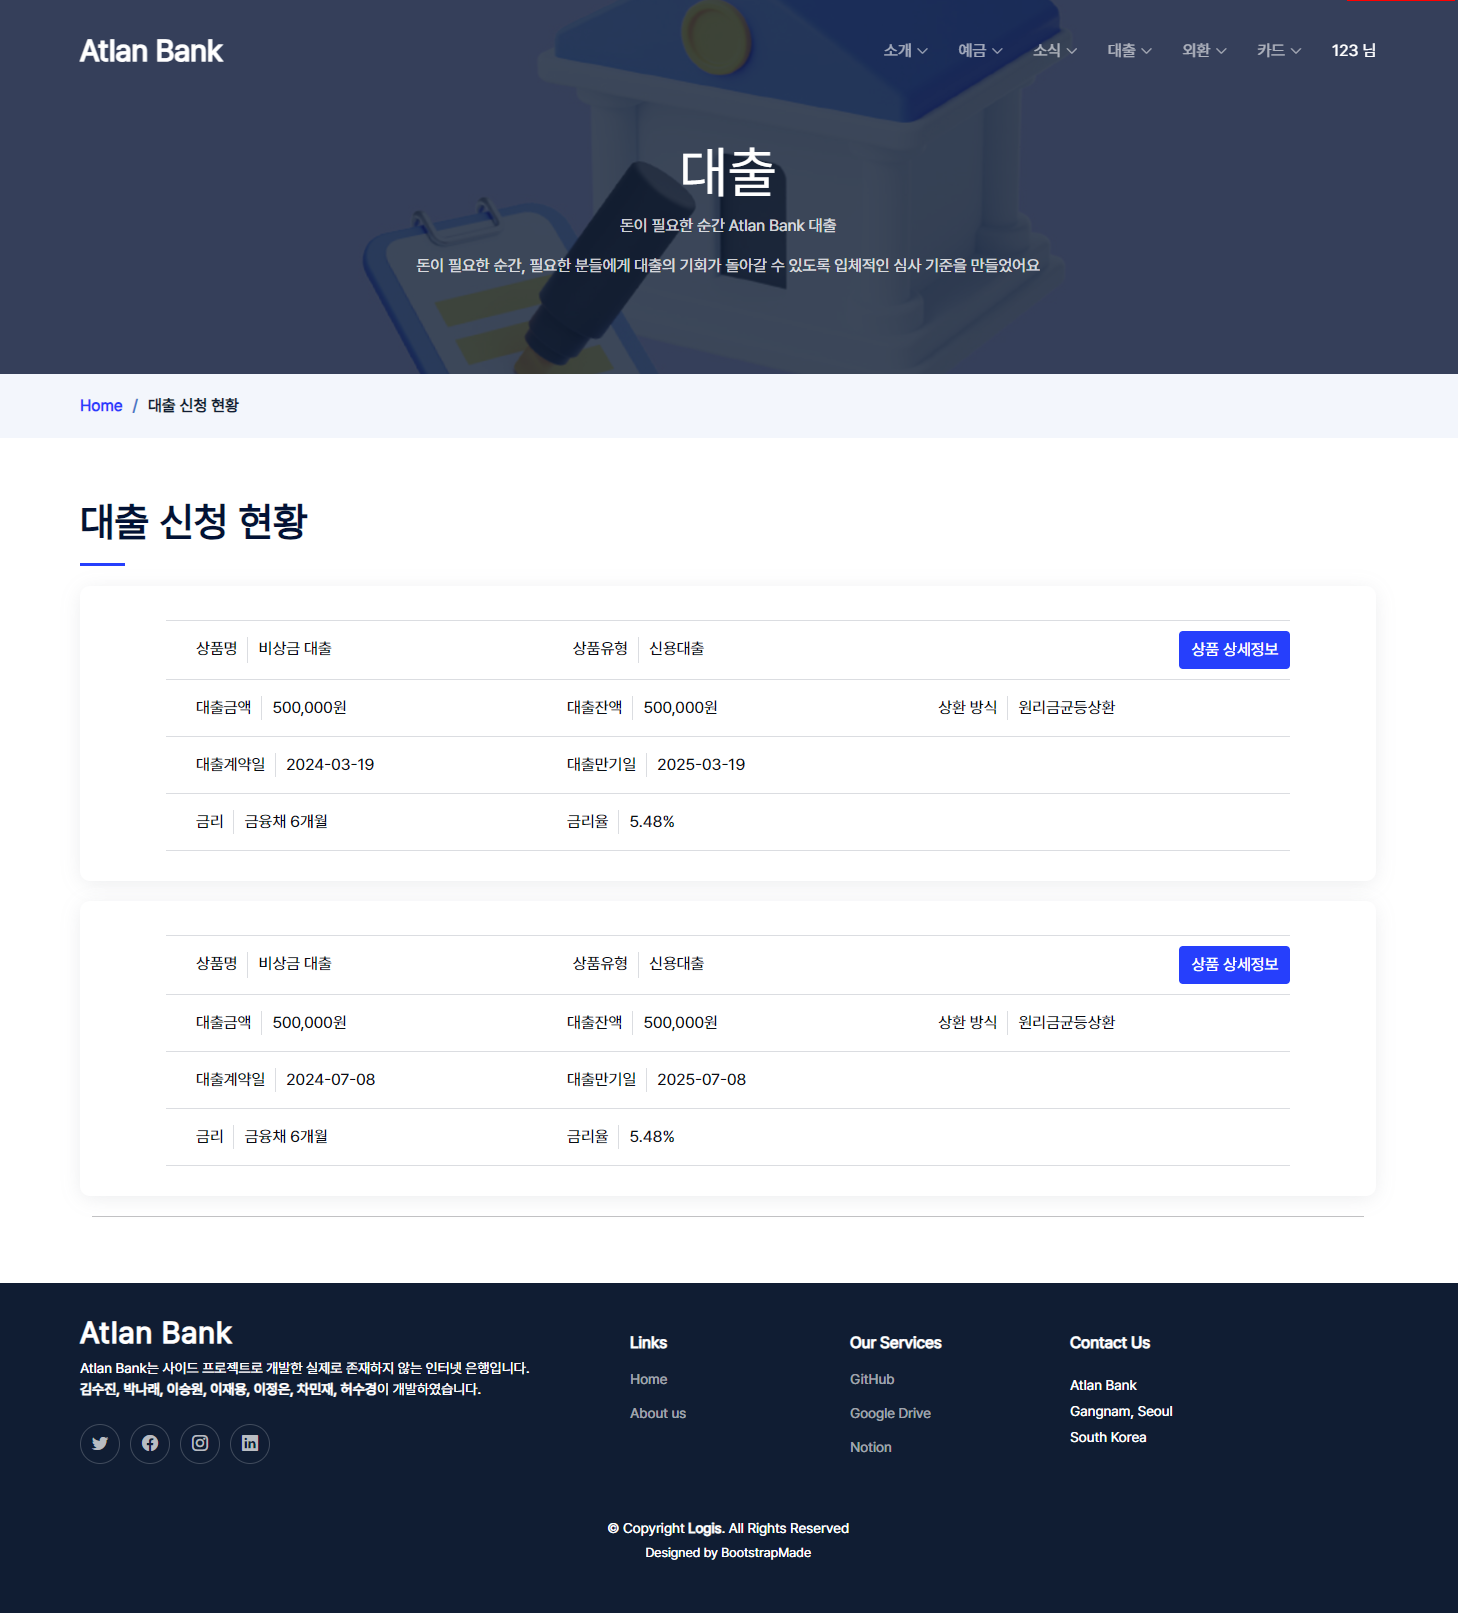 Atlan Bank
소개 예금 소식 대출 외환 카드 123 님
대출
돈이 필요한 순간 Atlan Bank 대출
돈이 필요한 순간, 필요한 분들에게 대출의 기회가 돌아갈 수 있도록 입체적인 심사 기준을 만들었어요
Home / 대출 신청 현황
대출 신청 현황
상품명 비상금 대출 상품유형 신용대출 상품 상세정보
대출금액 500,000원 대출잔액 500,000원 상환 방식 원리금균등상환
대출계약일 2024-03-19 대출만기일 2025-03-19
금리 금융채 6개월 금리율 5.48%
상품명 비상금 대출 상품유형 신용대출 상품 상세정보
대출금액 500,000원 대출잔액 500,000원 상환 방식 원리금균등상환
대출계약일 2024-07-08 대출만기일 2025-07-08
금리 금융채 6개월 금리율 5.48%
Atlan Bank
Atlan Bank는 사이드 프로젝트로 개발한 실제로 존재하지 않는 인터넷 은행입니다.
김수진, 박나래, 이승원, 이재용, 이정은, 차민재, 허수경이 개발하였습니다.
Links
Home
About us
Our Services
GitHub
Google Drive
Notion
Contact Us
Atlan Bank
Gangnam, Seoul
South Korea
© Copyright Logis. All Rights Reserved
Designed by BootstrapMade